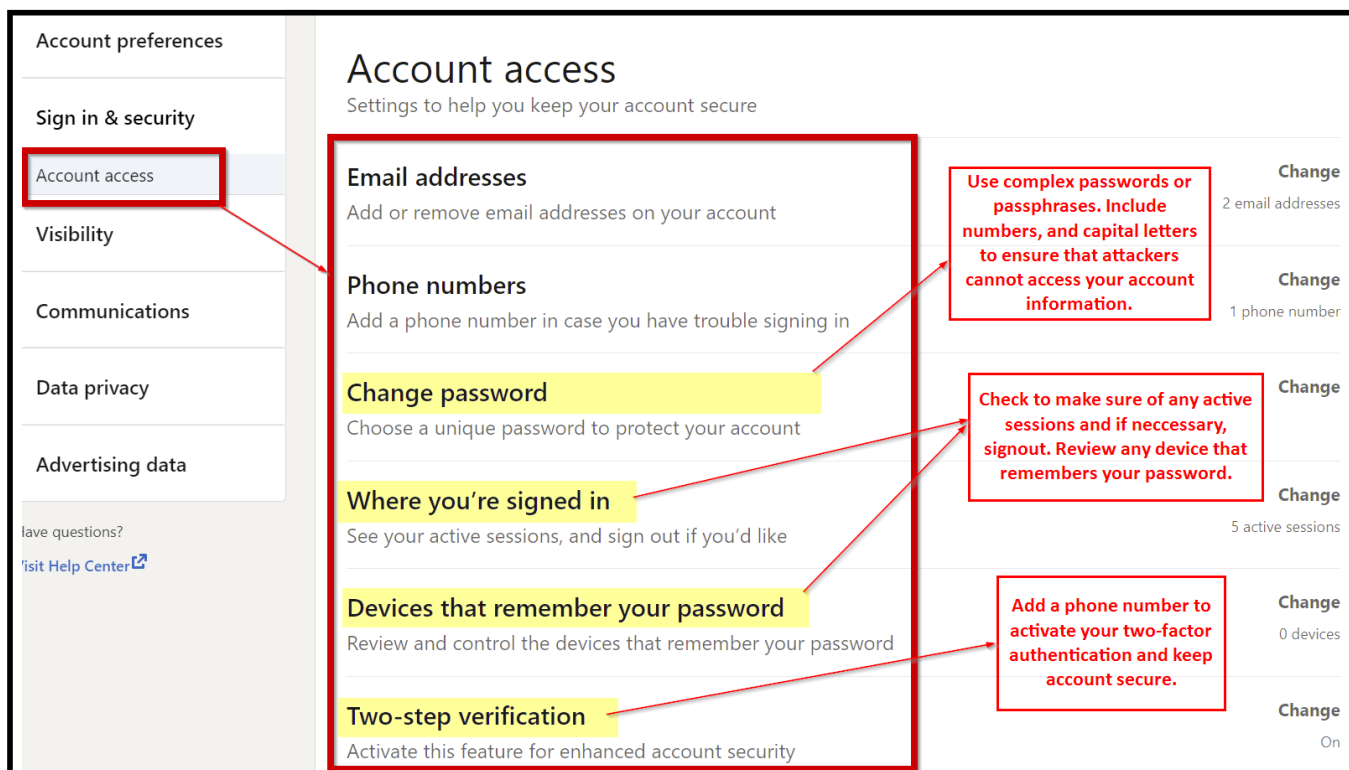 Account preferences
Sign in & security
Account access
Visibility
Communications
Data privacy
Advertising data
Have questions?
Visit Help Center
Account access
Settings to help you keep your account secure
Email addresses
Add or remove email addresses on your account
Change
2 email addresses
Phone numbers
Add a phone number in case you have trouble signing in
Change
1 phone number
Change password
Choose a unique password to protect your account
Change
Where you're signed in
See your active sessions, and sign out if you'd like
Change
5 active sessions
Devices that remember your password
Review and control the devices that remember your password
Change
0 devices
Two-step verification
Activate this feature for enhanced account security
Change
On
Use complex passwords or
passphrases. Include
numbers, and capital letters
to ensure that attackers
cannot access your account
information.
Check to make sure of any active
sessions and if neccessary,
signout. Review any device that
remembers your password.
Add a phone number to
activate your two-factor
authentication and keep
account secure.